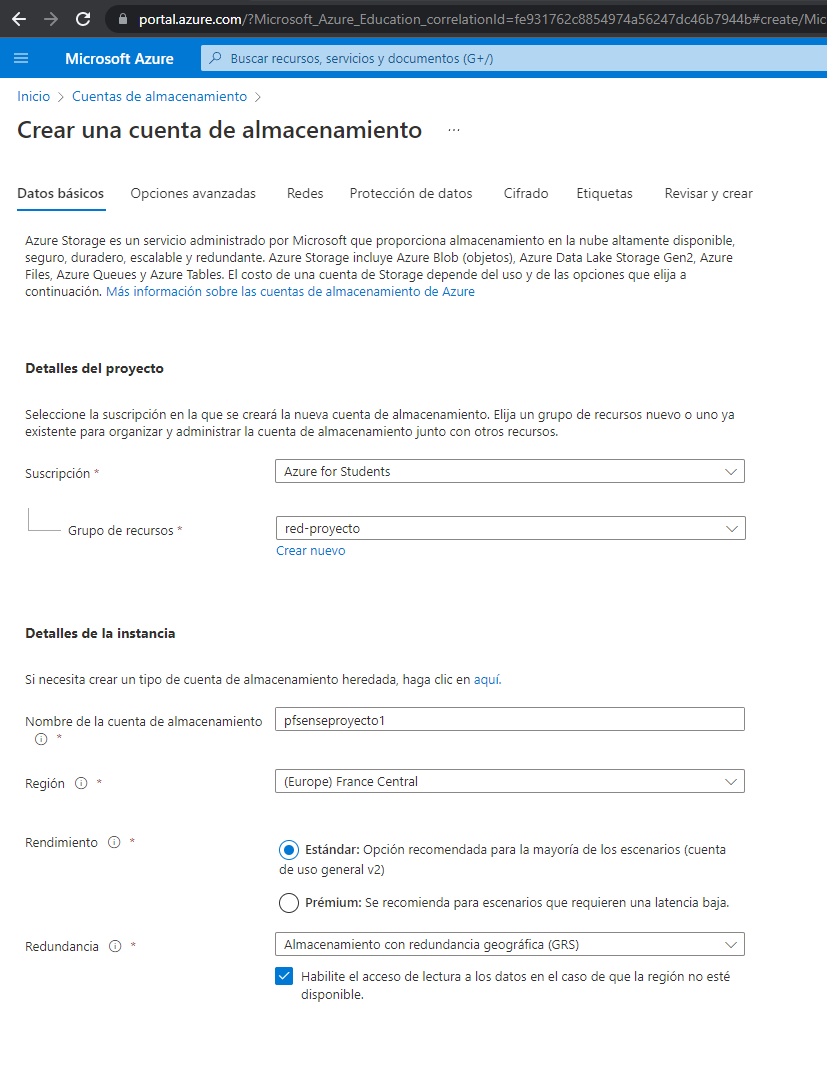 portal.azure.com/?Microsoft_Azure_Education_correlationId=fe931762c8854974a56247dc46b7944b#create/Mic
Microsoft Azure
Buscar recursos, servicios y documentos (G+/)
Inicio > Cuentas de almacenamiento >
Crear una cuenta de almacenamiento ...
Datos básicos Opciones avanzadas Redes Protección de datos Cifrado Etiquetas Revisar y crear
Azure Storage es un servicio administrado por Microsoft que proporciona almacenamiento en la nube altamente disponible,
seguro, duradero, escalable y redundante. Azure Storage incluye Azure Blob (objetos), Azure Data Lake Storage Gen2, Azure
Files, Azure Queues y Azure Tables. El costo de una cuenta de Storage depende del uso y de las opciones que elija a
continuación. Más información sobre las cuentas de almacenamiento de Azure
Detalles del proyecto
Seleccione la suscripción en la que se creará la nueva cuenta de almacenamiento. Elija un grupo de recursos nuevo o uno ya
existente para organizar y administrar la cuenta de almacenamiento junto con otros recursos.
Suscripción * Azure for Students
Grupo de recursos * red-proyecto
Crear nuevo
Detalles de la instancia
Si necesita crear un tipo de cuenta de almacenamiento heredada, haga clic en aquí.
Nombre de la cuenta de almacenamiento pfsenseproyecto1
*
Región * (Europe) France Central
Rendimiento *
Estándar: Opción recomendada para la mayoría de los escenarios (cuenta
de uso general v2)
Prémium: Se recomienda para escenarios que requieren una latencia baja.
Redundancia * Almacenamiento con redundancia geográfica (GRS)
Habilite el acceso de lectura a los datos en el caso de que la región no esté
disponible.